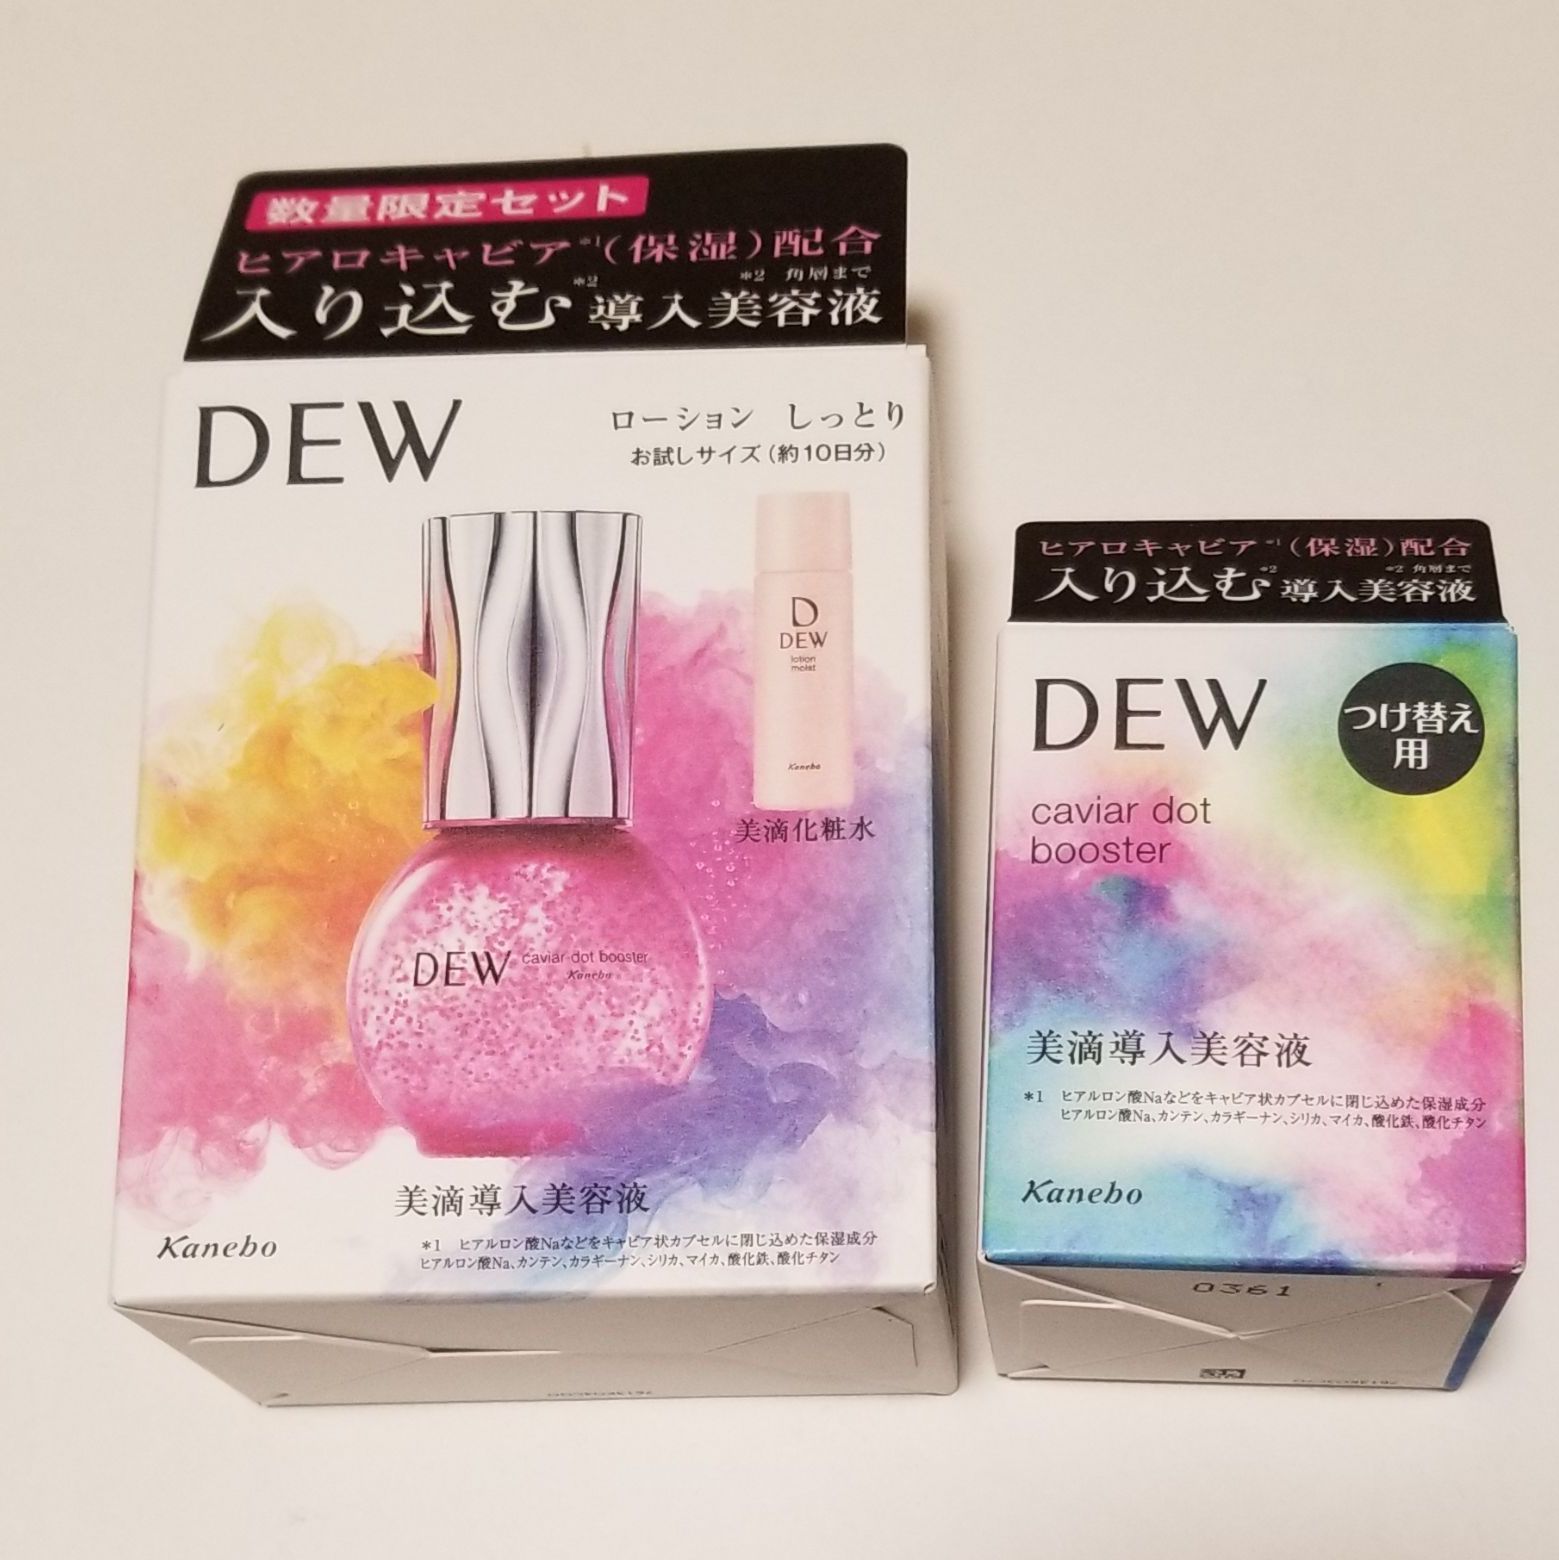 数量限定セット
ヒアロキャビア*1(保湿)配合
入り込む*2導入美容液
*2 角層まで
DEW
ローション しっとり
お試しサイズ(約10日分)
D
DEW
lotion
moist
Kanebo
美滴化粧水
DEW caviar dot booster
Kanebo
美滴導入美容液
Kanebo
*1 ヒアルロン酸Naなどをキャビア状カプセルに閉じ込めた保湿成分
ヒアルロン酸Na、カンテン、カラギーナン、シリカ、マイカ、酸化鉄、酸化チタン
ヒアロキャビア*1(保湿)配合
入り込む*2導入美容液
*2 角層まで
DEW
つけ替え
用
caviar dot
booster
美滴導入美容液
*1 ヒアルロン酸Naなどをキャビア状カプセルに閉じ込めた保湿成分
ヒアルロン酸Na、カンテン、カラギーナン、シリカ、マイカ、酸化鉄、酸化チタン
Kanebo
0361